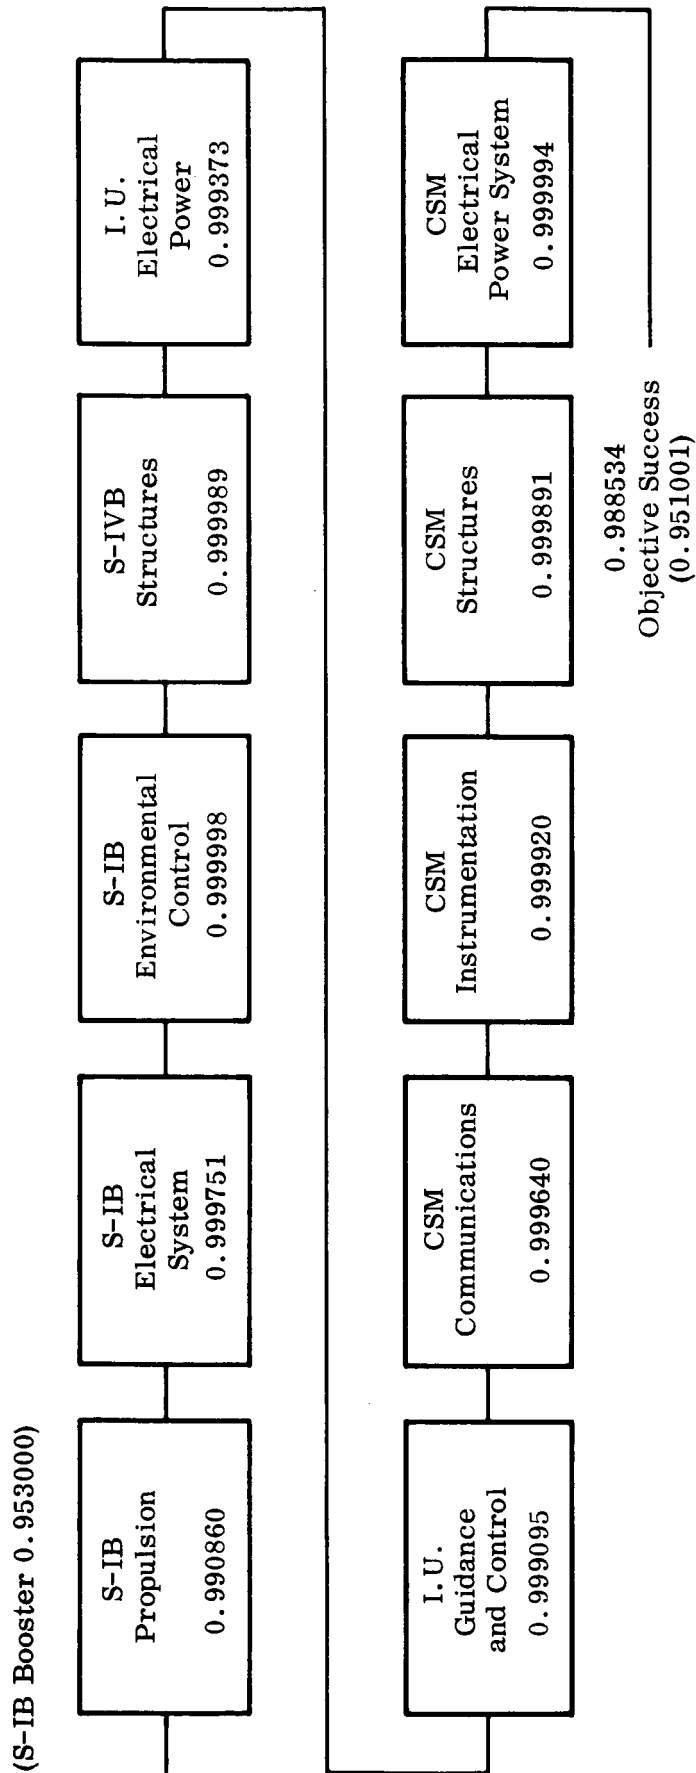 (S-IB Booster 0.953000)
S-IB
Propulsion
0.990860
S-IB
Electrical
System
0.999751
S-IB
Environmental
Control
0.999998
S-IVB
Structures
0.999989
I.U.
Electrical
Power
0.999373
I.U.
Guidance
and Control
0.999095
CSM
Communications
0.999640
CSM
Instrumentation
0.999920
CSM
Structures
0.999891
CSM
Electrical
Power System
0.999994
0.988534
Objective Success
(0.951001)